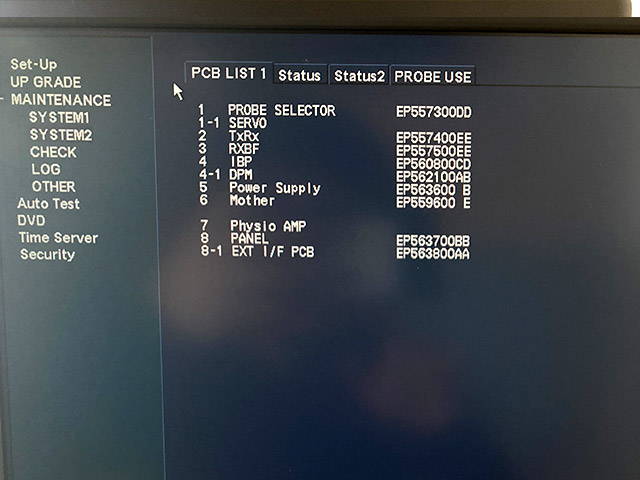 Set-Up
UP GRADE
MAINTENANCE
SYSTEM1
SYSTEM2
CHECK
LOG
OTHER
Auto Test
DVD
Time Server
Security
PCB LIST 1 Status Status2 PROBE USE
1 PROBE SELECTOR EP557300DD
1-1 SERVO
2 TxRx EP557400EE
3 RXBF EP557500EE
4 IBP EP560800CD
4-1 DPM EP562100AB
5 Power Supply EP563600 B
6 Mother EP559600 E
7 Physio AMP
8 PANEL EP563700BB
8-1 EXT I/F PCB EP563800AA